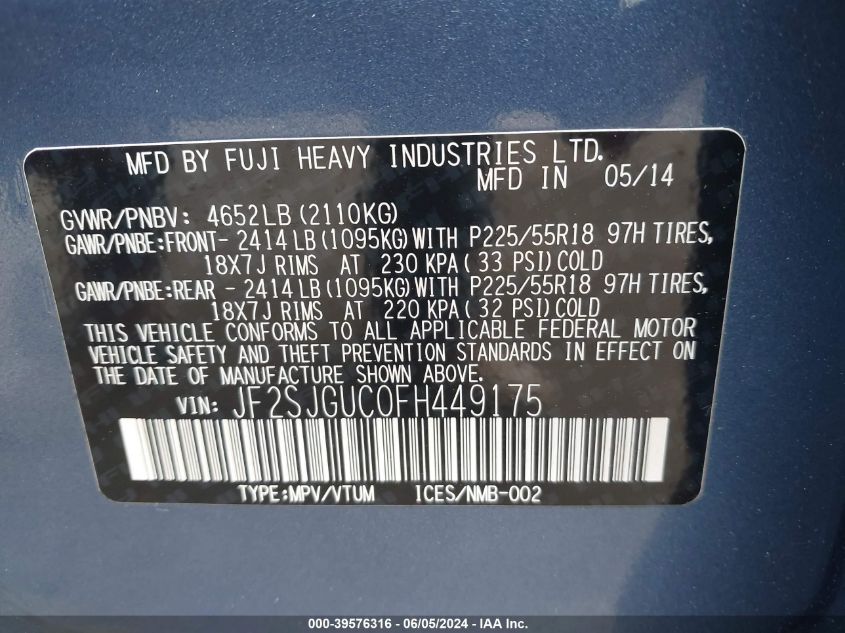 MFD BY FUJI HEAVY INDUSTRIES LTD.
MFD IN 05/14
GVWR/PNBV: 4652LB (2110KG)
GAWR/PNBE:FRONT- 2414LB (1095KG) WITH P225/55R18 97H TIRES,
18X7J RIMS AT 230 KPA ( 33 PSI) COLD
GAWR/PNBE:REAR - 2414LB (1095KG) WITH P225/55R18 97H TIRES,
18X7J RIMS AT 220 KPA ( 32 PSI) COLD
THIS VEHICLE CONFORMS TO ALL APPLICABLE FEDERAL MOTOR
VEHICLE SAFETY AND THEFT PREVENTION STANDARDS IN EFFECT ON
THE DATE OF MANUFACTURE SHOWN ABOVE.
VIN: JF2SJGUC0FH449175
TYPE:MPV/VTUM ICES/NMB-002
000-39576316 - 06/05/2024 - IAA Inc.